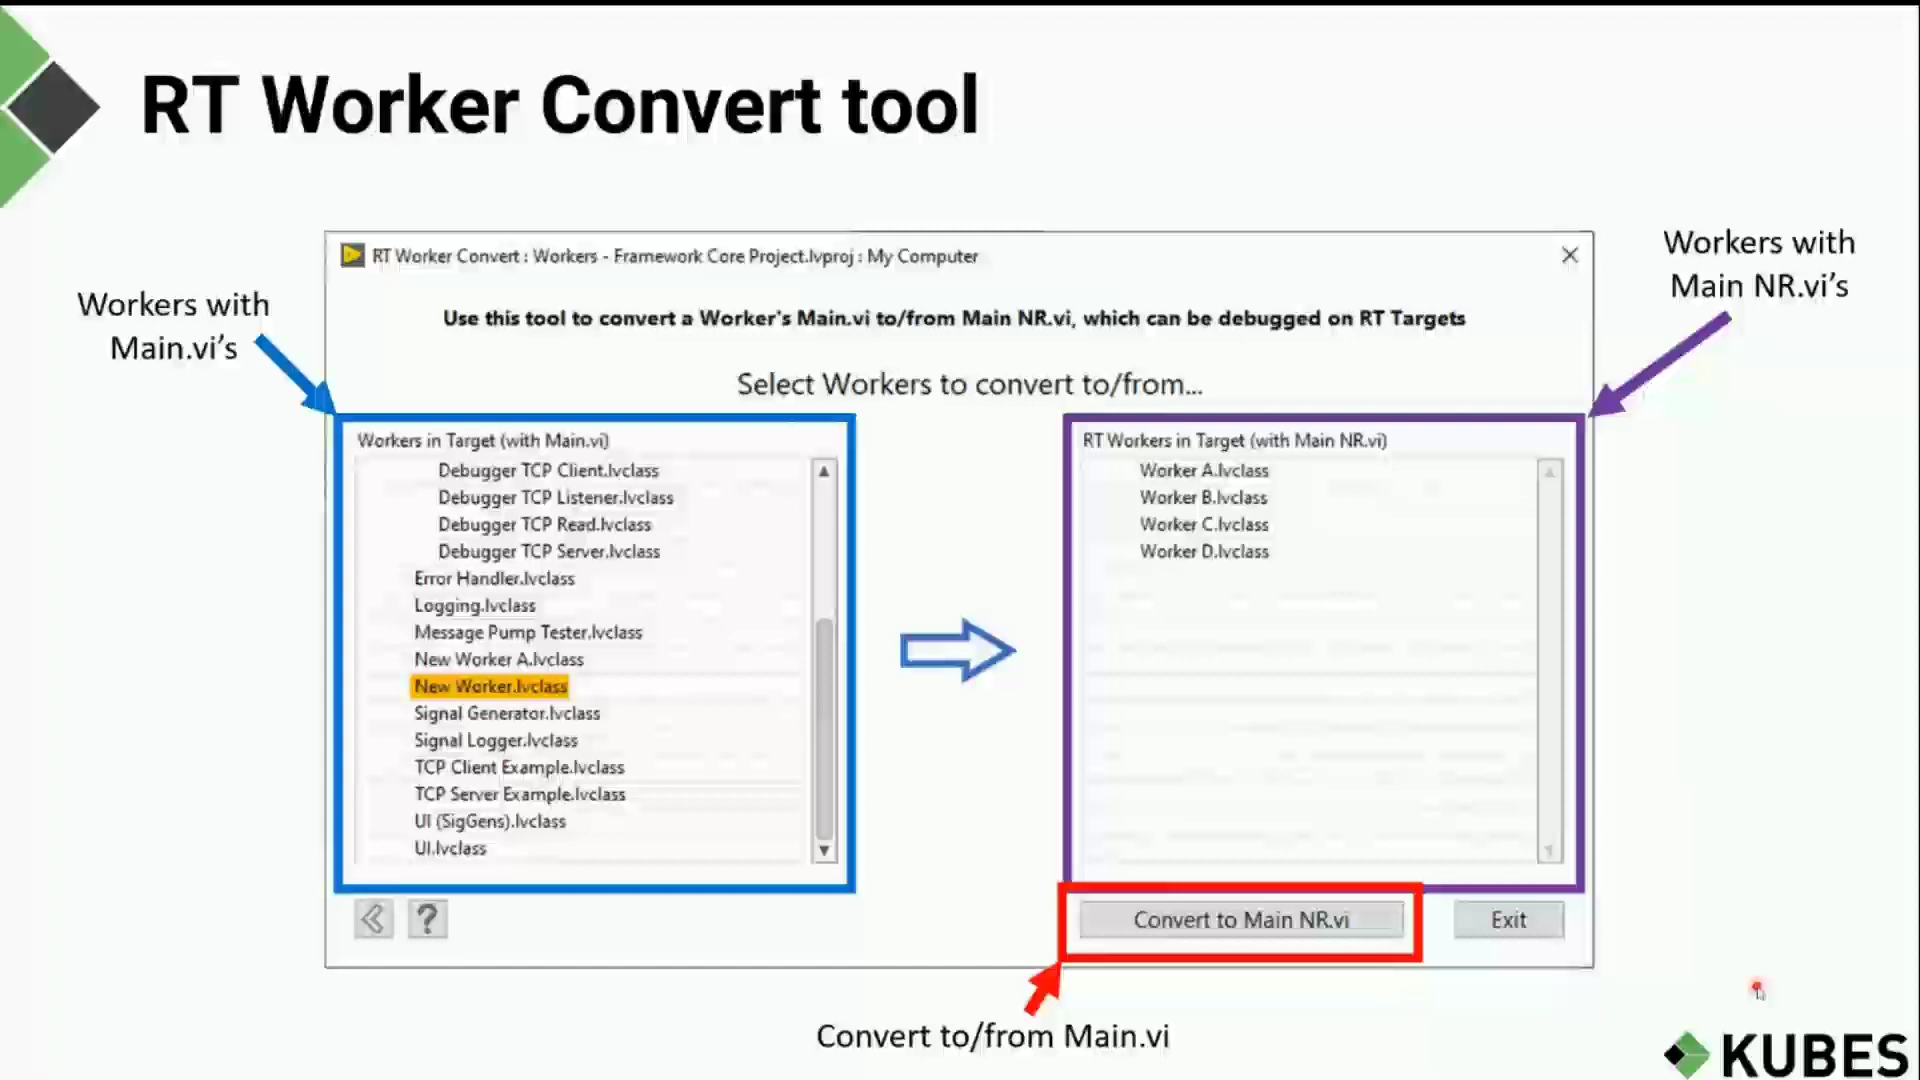 RT Worker Convert tool
Workers with
Main.vi's
Workers with
Main NR.vi's
RT Worker Convert : Workers - Framework Core Project.lvproj : My Computer
Use this tool to convert a Worker's Main.vi to/from Main NR.vi, which can be debugged on RT Targets
Select Workers to convert to/from...
Workers in Target (with Main.vi)
Debugger TCP Client.lvclass
Debugger TCP Listener.lvclass
Debugger TCP Read.lvclass
Debugger TCP Server.lvclass
Error Handler.lvclass
Logging.lvclass
Message Pump Tester.lvclass
New Worker A.lvclass
New Worker.lvclass
Signal Generator.lvclass
Signal Logger.lvclass
TCP Client Example.lvclass
TCP Server Example.lvclass
UI (SigGens).lvclass
UI.lvclass
RT Workers in Target (with Main NR.vi)
Worker A.lvclass
Worker B.lvclass
Worker C.lvclass
Worker D.lvclass
?
Convert to Main NR.vi
Exit
Convert to/from Main.vi
KUBES